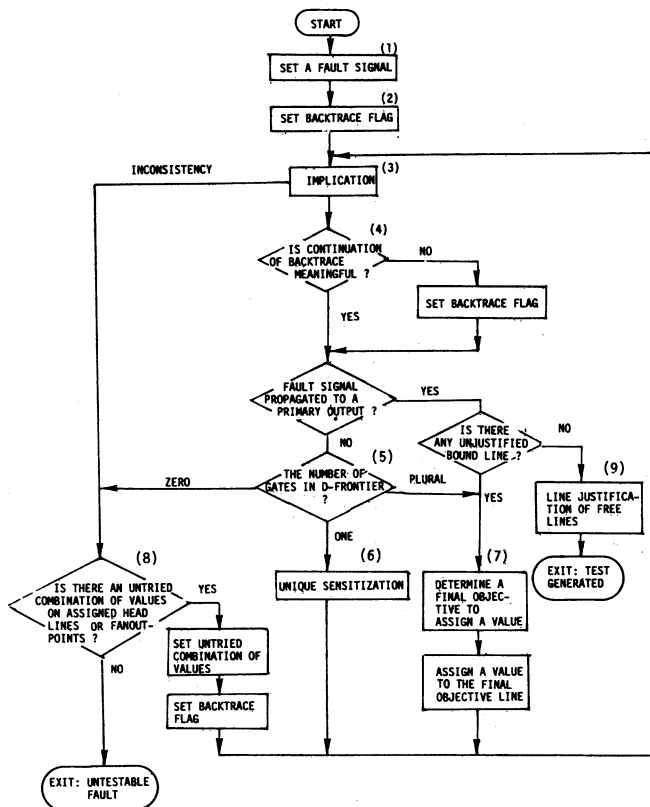 START
(1)
SET A FAULT SIGNAL
(2)
SET BACKTRACE FLAG
INCONSISTENCY
(3)
IMPLICATION
(4)
IS CONTINUATION
OF BACKTRACE
MEANINGFUL ?
NO
SET BACKTRACE FLAG
YES
FAULT SIGNAL
PROPAGATED TO A
PRIMARY OUTPUT ?
YES
NO
IS THERE
ANY UNJUSTIFIED
BOUND LINE ?
NO
YES
(5)
THE NUMBER OF
GATES IN D-FRONTIER
?
ZERO
PLURAL
ONE
(9)
LINE JUSTIFICA-
TION OF FREE
LINES
EXIT: TEST
GENERATED
(6)
UNIQUE SENSITIZATION
(7)
DETERMINE A
FINAL OBJEC-
TIVE TO
ASSIGN A VALUE
ASSIGN A VALUE
TO THE FINAL
OBJECTIVE LINE
(8)
IS THERE AN UNTRIED
COMBINATION OF VALUES
ON ASSIGNED HEAD
LINES OR FANOUT-
POINTS ?
YES
SET UNTRIED
COMBINATION OF
VALUES
SET BACKTRACE
FLAG
NO
EXIT: UNTESTABLE
FAULT